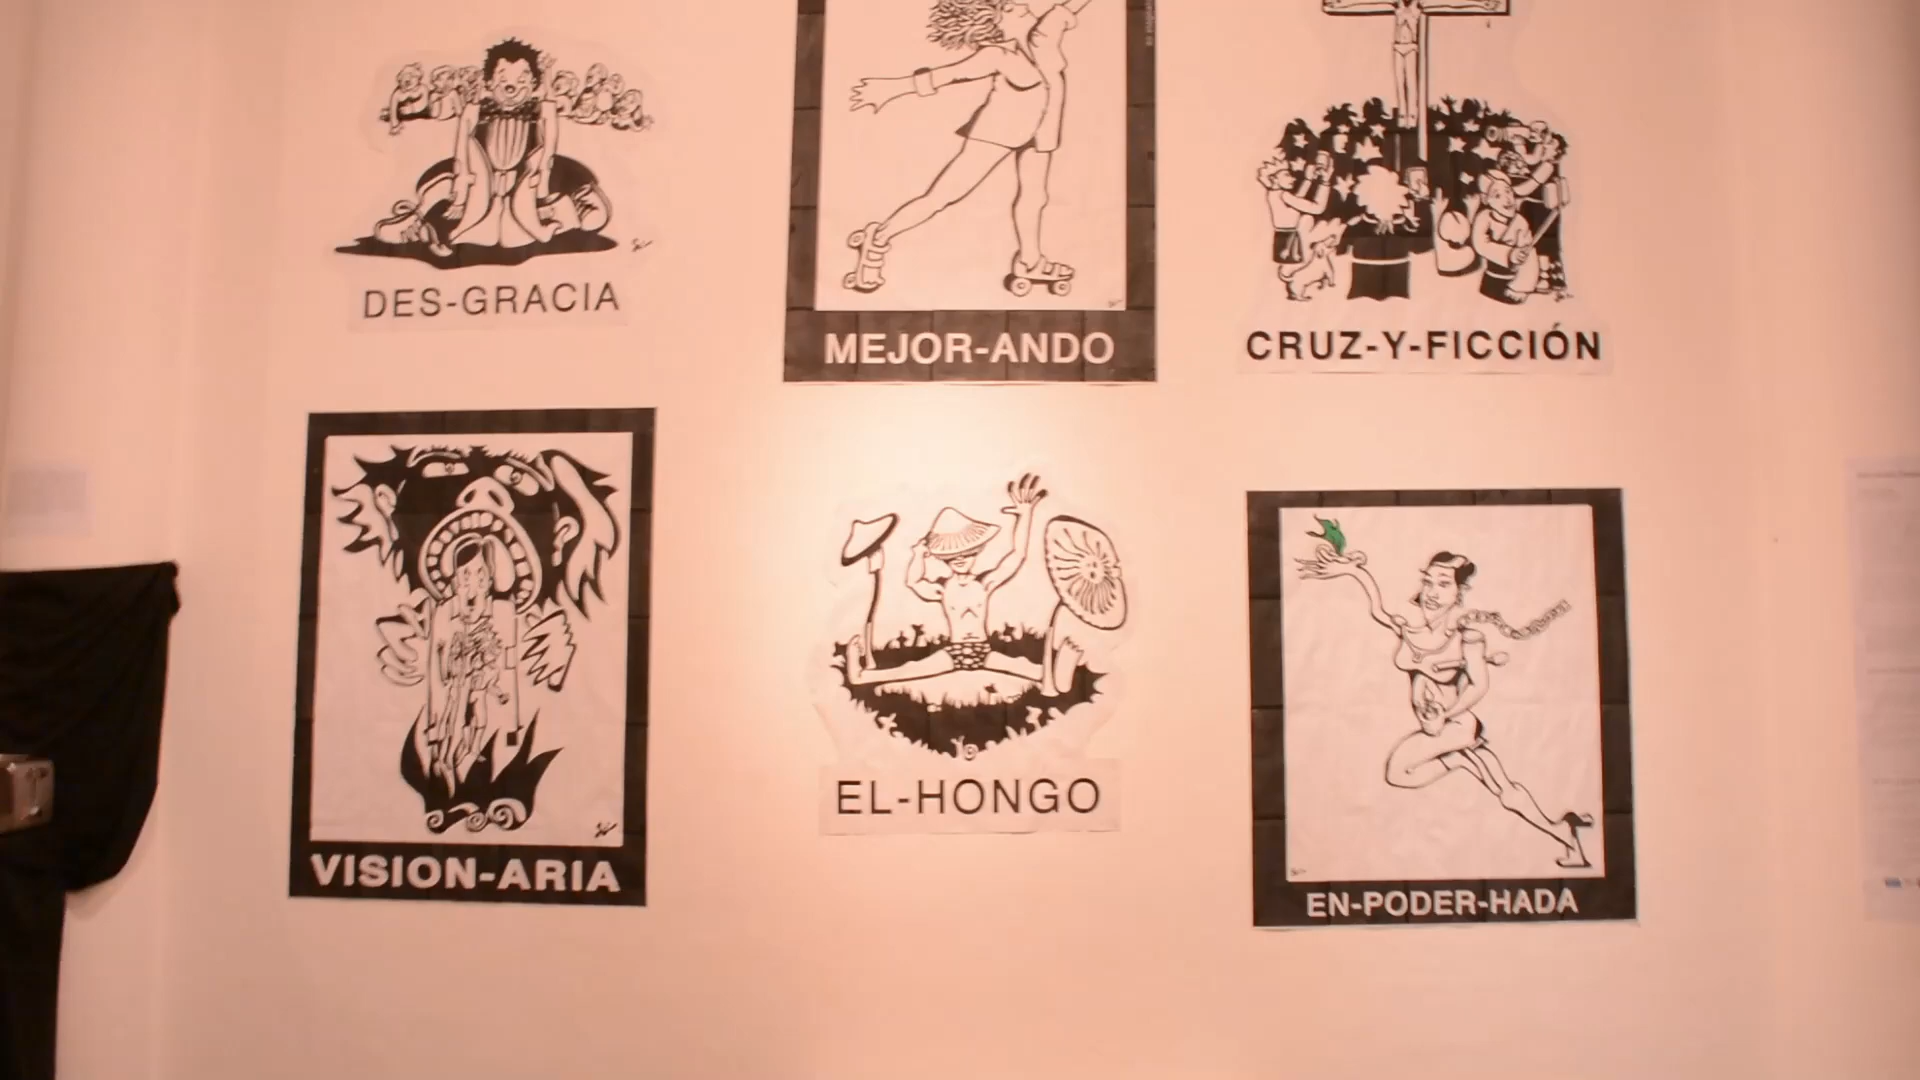 DES-GRACIA
MEJOR-ANDO
CRUZ-Y-FICCIÓN
VISION-ARIA
EL-HONGO
EN-PODER-HADA